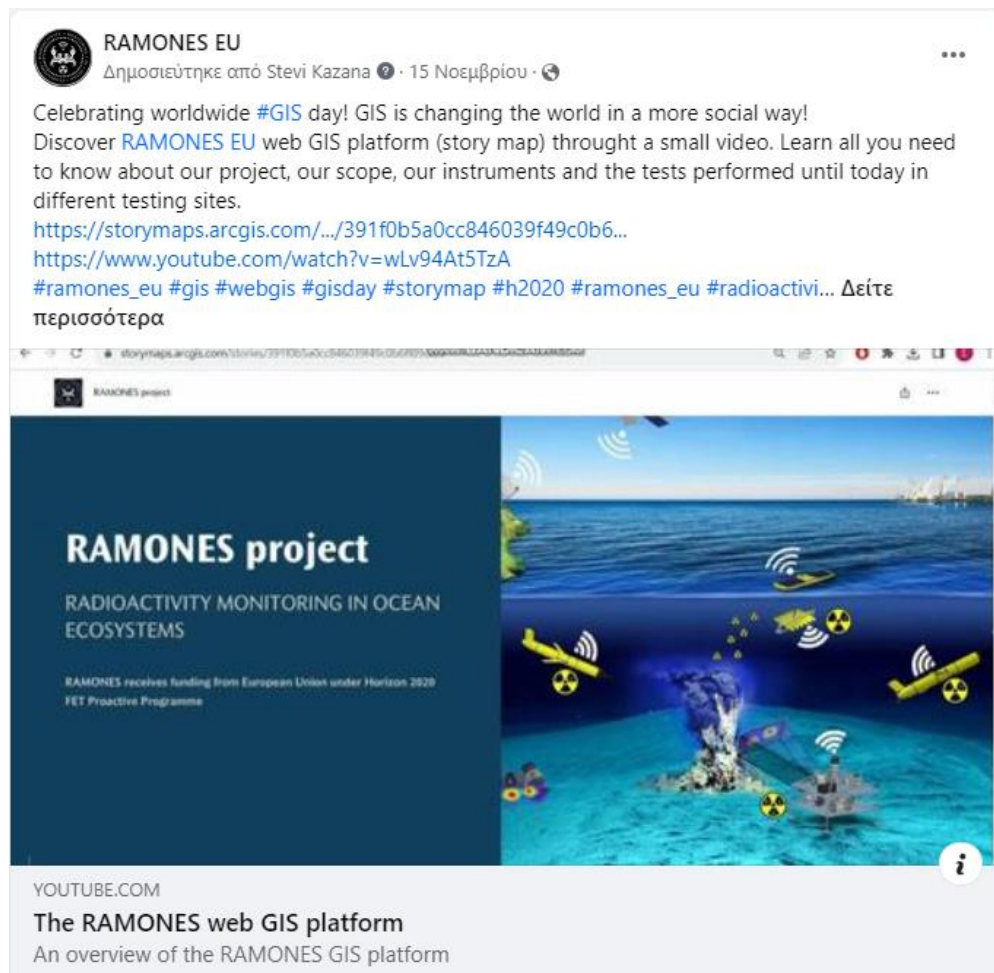 RAMONES EU
Δημοσιεύτηκε από Stevi Kazana · 15 Νοεμβρίου ·
Celebrating worldwide #GIS day! GIS is changing the world in a more social way!
Discover RAMONES EU web GIS platform (story map) throught a small video. Learn all you need
to know about our project, our scope, our instruments and the tests performed until today in
different testing sites.
https://storymaps.arcgis.com/.../391f0b5a0cc846039f49c0b6...
https://www.youtube.com/watch?v=wLv94At5TzA
#ramones_eu #gis #webgis #gisday #storymap #h2020 #ramones_eu #radioactivi... Δείτε
περισσότερα
RAMONES project
RAMONES project
RADIOACTIVITY MONITORING IN OCEAN
ECOSYSTEMS
RAMONES receives funding from European Union under Horizon 2020
FET Proactive Programme
YOUTUBE.COM
The RAMONES web GIS platform
An overview of the RAMONES GIS platform